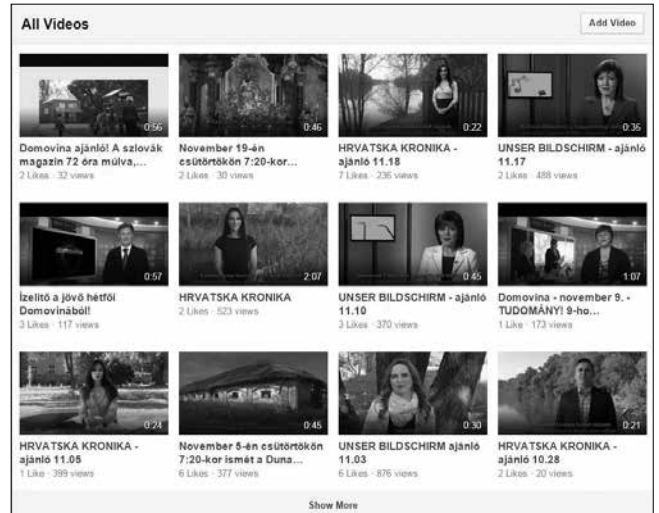 All Videos
Add Video
0:56
0:46
0:22
0:35
Domovina ajánló! A szlovák
magazin 72 óra múlva,...
2 Likes · 32 views
November 19-én
csütörtökön 7:20-kor...
2 Likes · 30 views
HRVATSKA KRONIKA -
ajánló 11.18
7 Likes · 236 views
UNSER BILDSCHIRM - ajánló
11.17
2 Likes · 488 views
0:57
2:07
0:45
1:07
Ízelítő a jövő hétfői
Domovinából!
3 Likes · 117 views
HRVATSKA KRONIKA
2 Likes · 523 views
UNSER BILDSCHIRM - ajánló
11.10
3 Likes · 370 views
Domovina - november 9. -
TUDOMÁNY! 9-ho...
1 Like · 173 views
0:24
0:45
0:30
0:21
HRVATSKA KRONIKA -
ajánló 11.05
1 Like · 399 views
November 5-én csütörtökön
7:20-kor ismét a Duna...
6 Likes · 377 views
UNSER BILDSCHIRM ajánló
11.03
6 Likes · 876 views
HRVATSKA KRONIKA -
ajánló 10.28
2 Likes · 20 views
Show More